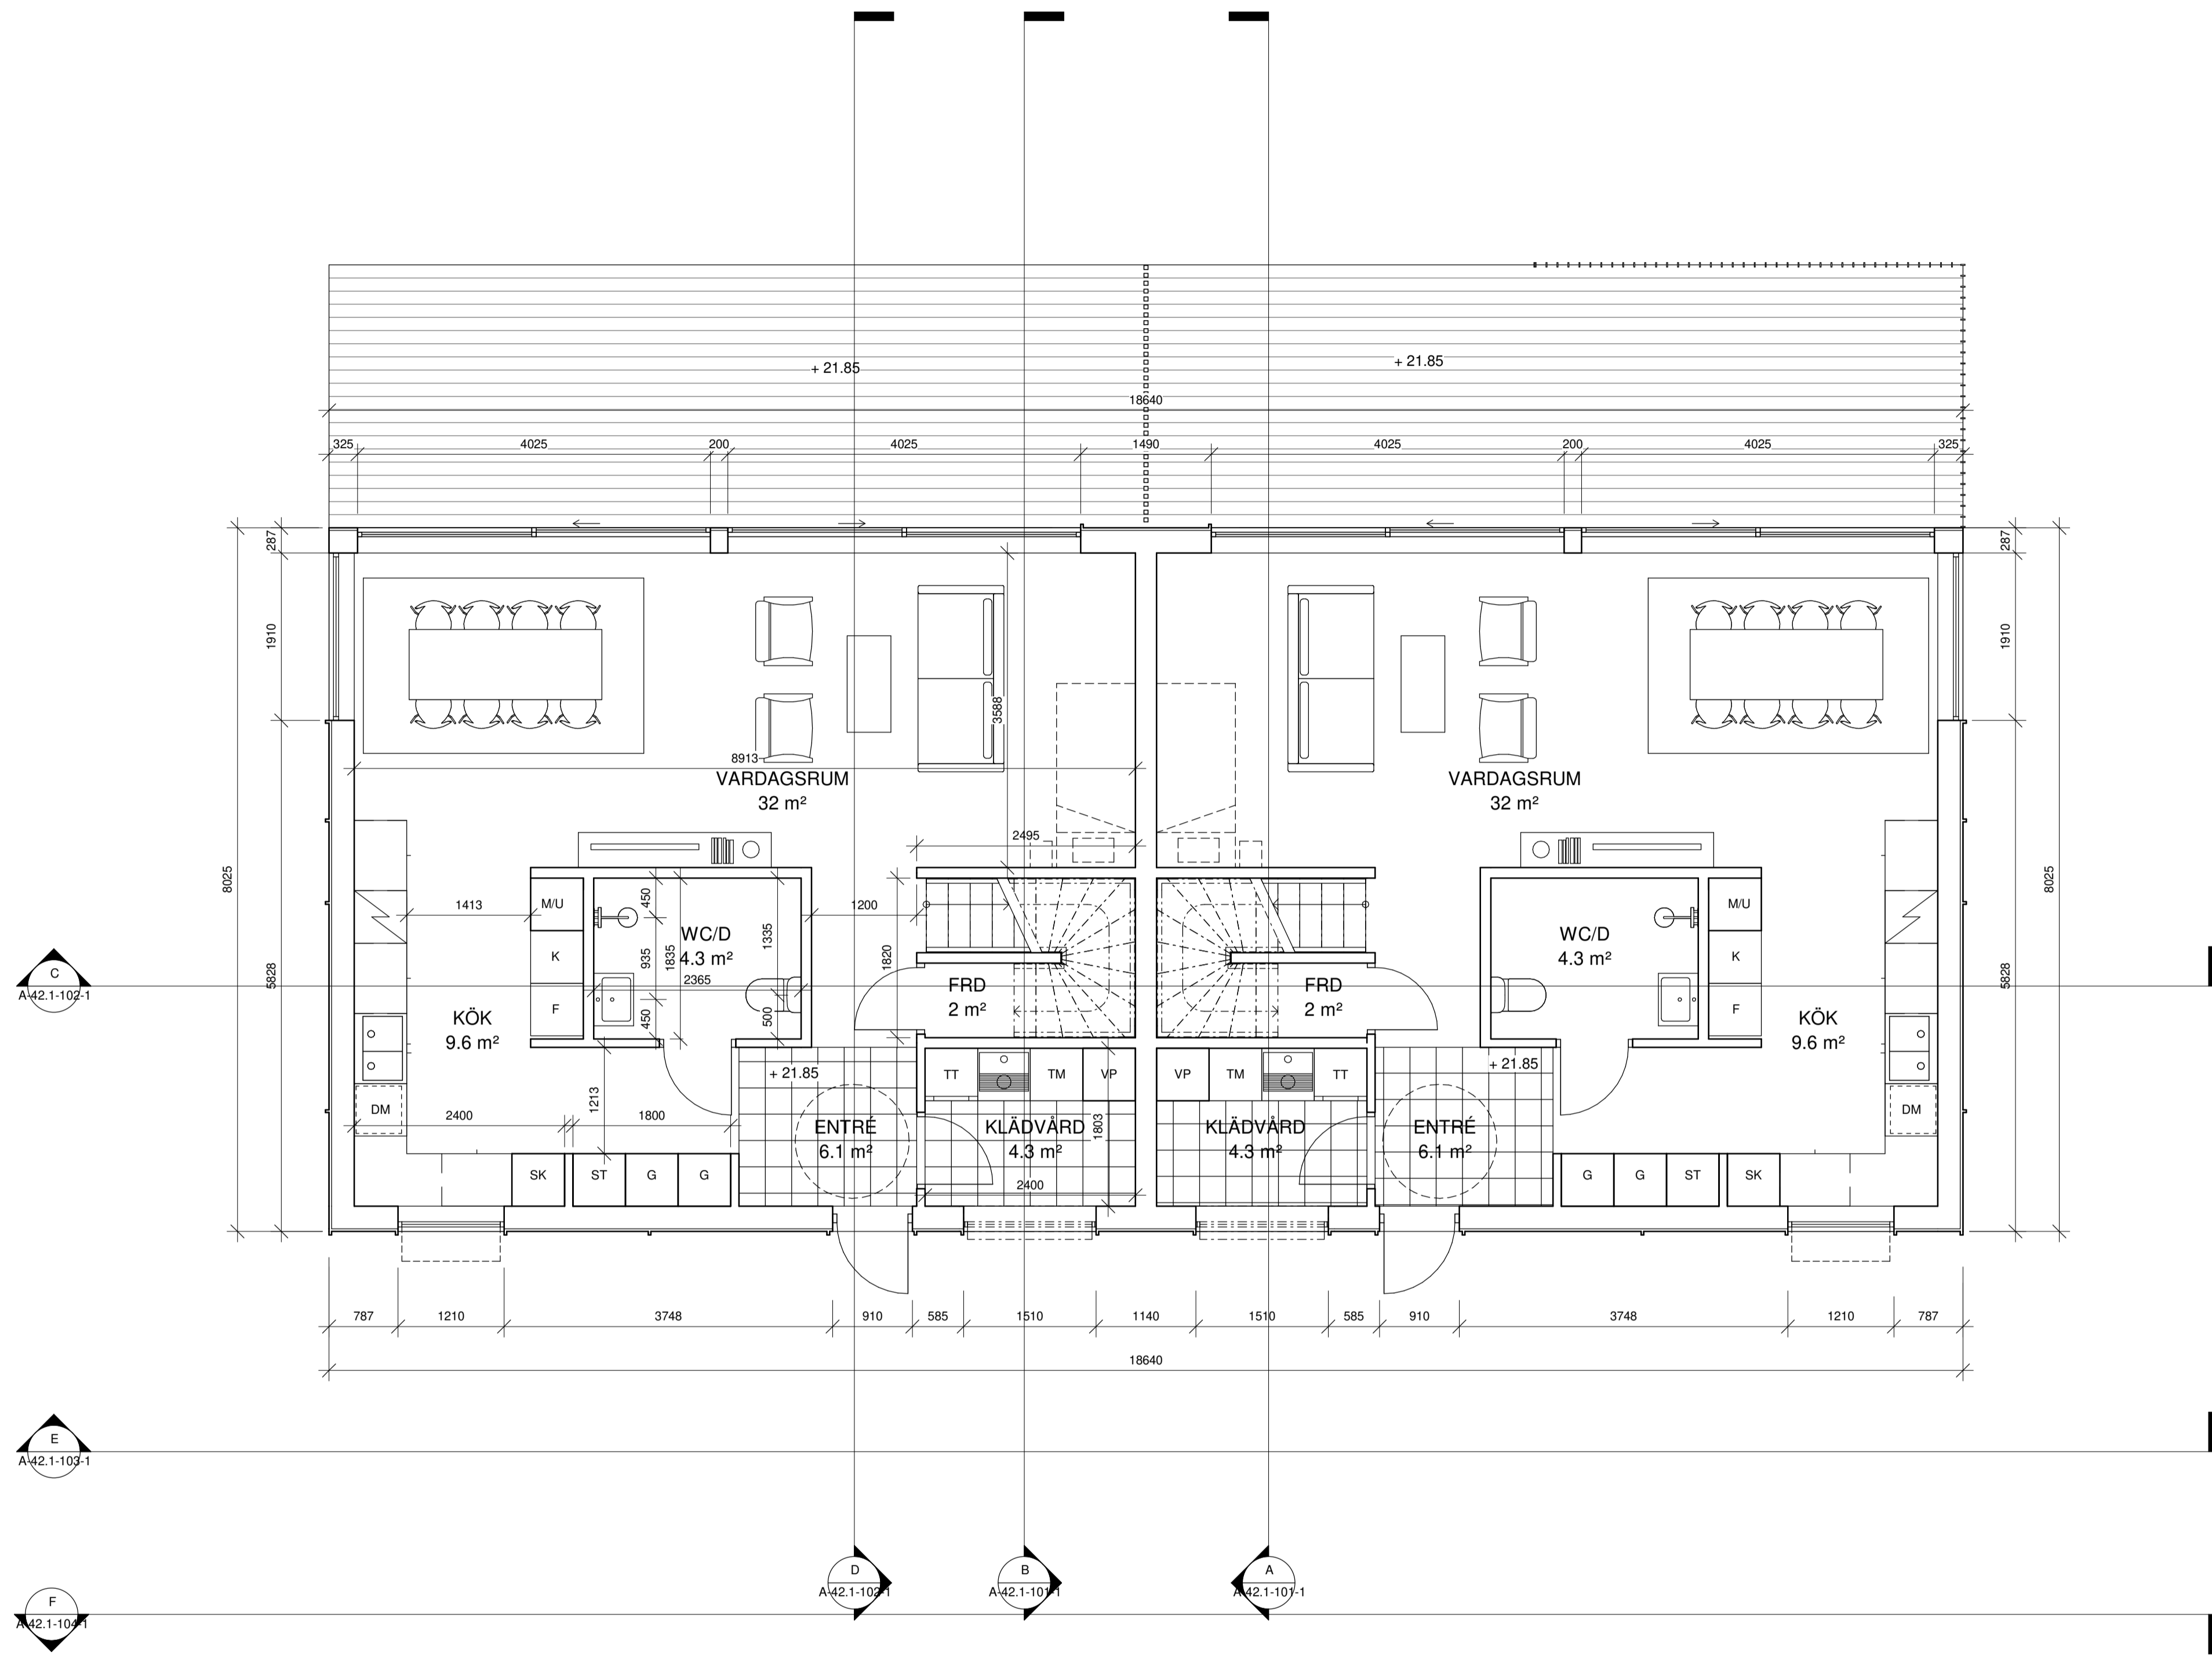 + 21.85
+ 21.85
18640
325
4025
200
4025
1490
4025
200
4025
325
287
1910
5828
8025
287
1910
5828
8025
3588
8913
VARDAGSRUM
32 m²
VARDAGSRUM
32 m²
2495
1413
M/U
K
F
450
935
450
1835
WC/D
4.3 m²
2365
1335
500
1200
1820
FRD
2 m²
FRD
2 m²
WC/D
4.3 m²
M/U
K
F
KÖK
9.6 m²
KÖK
9.6 m²
DM
DM
2400
1213
1800
+ 21.85
+ 21.85
ENTRÉ
6.1 m²
ENTRÉ
6.1 m²
TT
TM
VP
VP
TM
TT
KLÄDVÅRD
4.3 m²
KLÄDVÅRD
4.3 m²
1803
2400
SK
ST
G
G
G
G
ST
SK
787
1210
3748
910
585
1510
1140
1510
585
910
3748
1210
787
18640
C
A-42.1-102-1
E
A-42.1-103-1
F
A-42.1-104-1
D
A-42.1-102-1
B
A-42.1-101-1
A
A-42.1-101-1